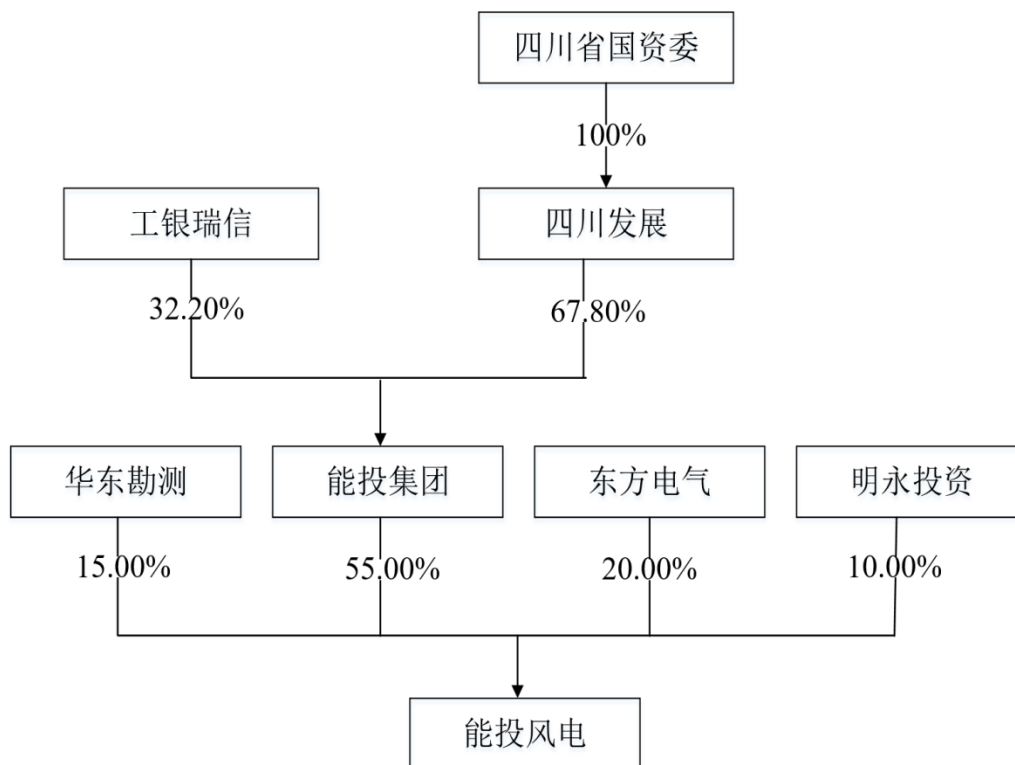 四川省国资委
100%
工银瑞信
四川发展
32.20%
67.80%
华东勘测
能投集团
东方电气
明永投资
15.00%
55.00%
20.00%
10.00%
能投风电